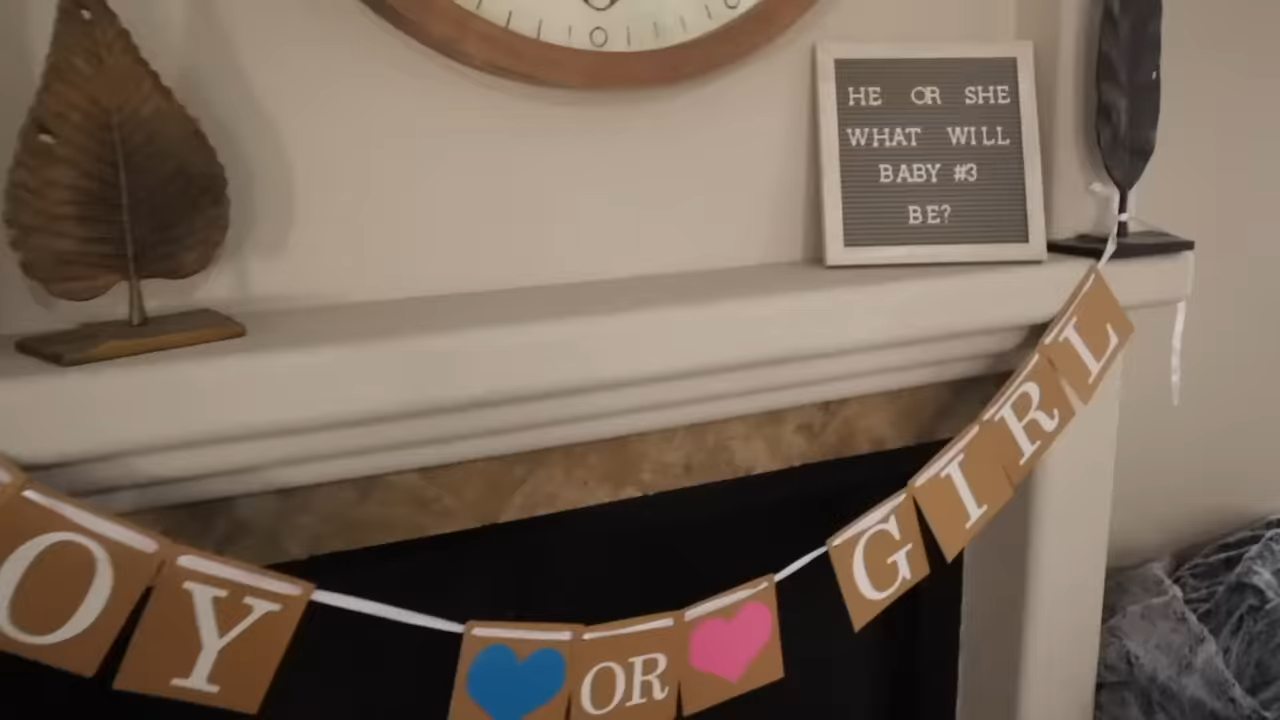 HE OR SHE
WHAT WILL
BABY #3
BE?
OY OR GIRL